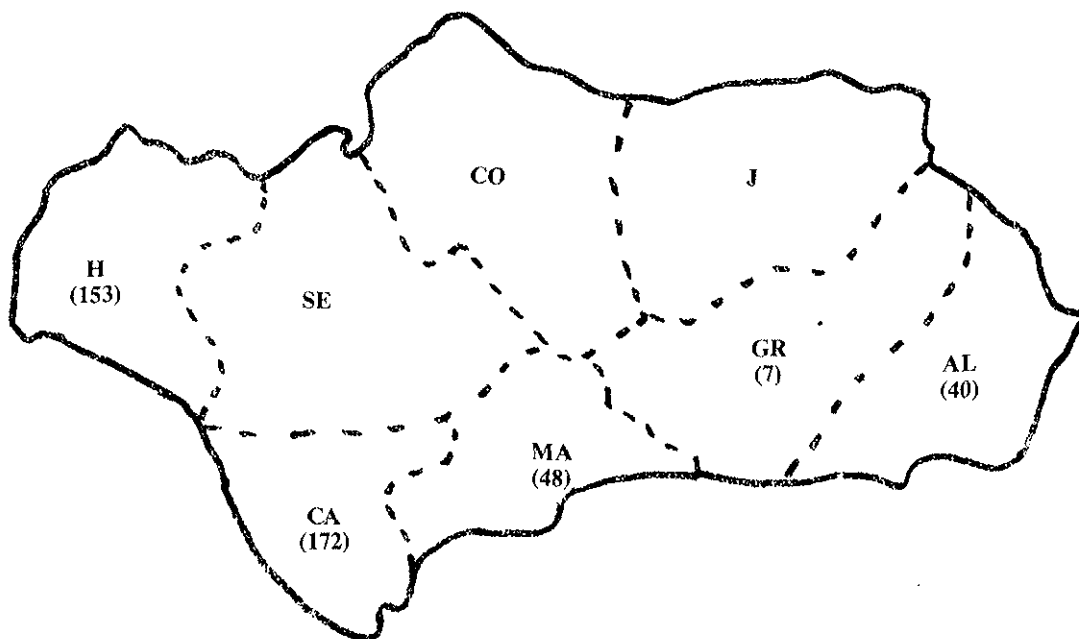 CO
J
H
(153)
SE
GR
(7)
AL
(40)
MA
(48)
CA
(172)